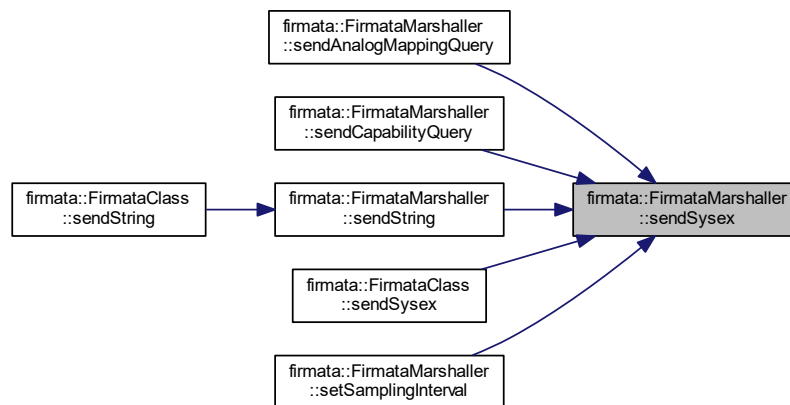 firmata::FirmataMarshaller
::sendAnalogMappingQuery
firmata::FirmataMarshaller
::sendCapabilityQuery
firmata::FirmataClass
::sendString
firmata::FirmataMarshaller
::sendString
firmata::FirmataMarshaller
::sendSysex
firmata::FirmataClass
::sendSysex
firmata::FirmataMarshaller
::setSamplingInterval